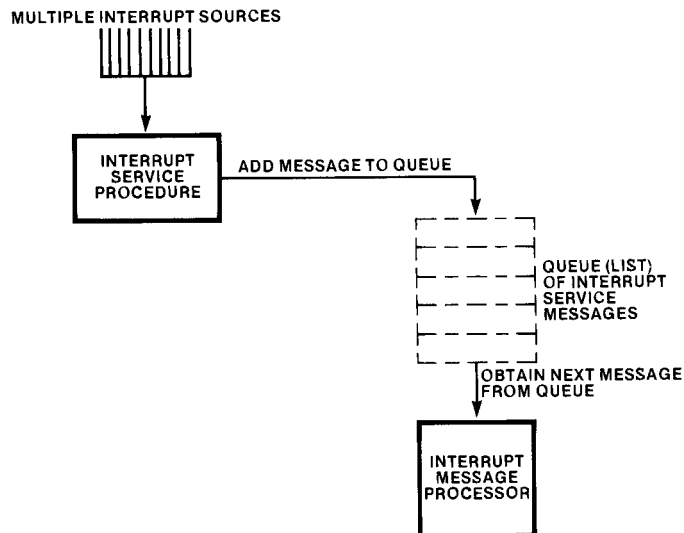 MULTIPLE INTERRUPT SOURCES
INTERRUPT
SERVICE
PROCEDURE
ADD MESSAGE TO QUEUE
QUEUE (LIST)
OF INTERRUPT
SERVICE
MESSAGES
OBTAIN NEXT MESSAGE
FROM QUEUE
INTERRUPT
MESSAGE
PROCESSOR